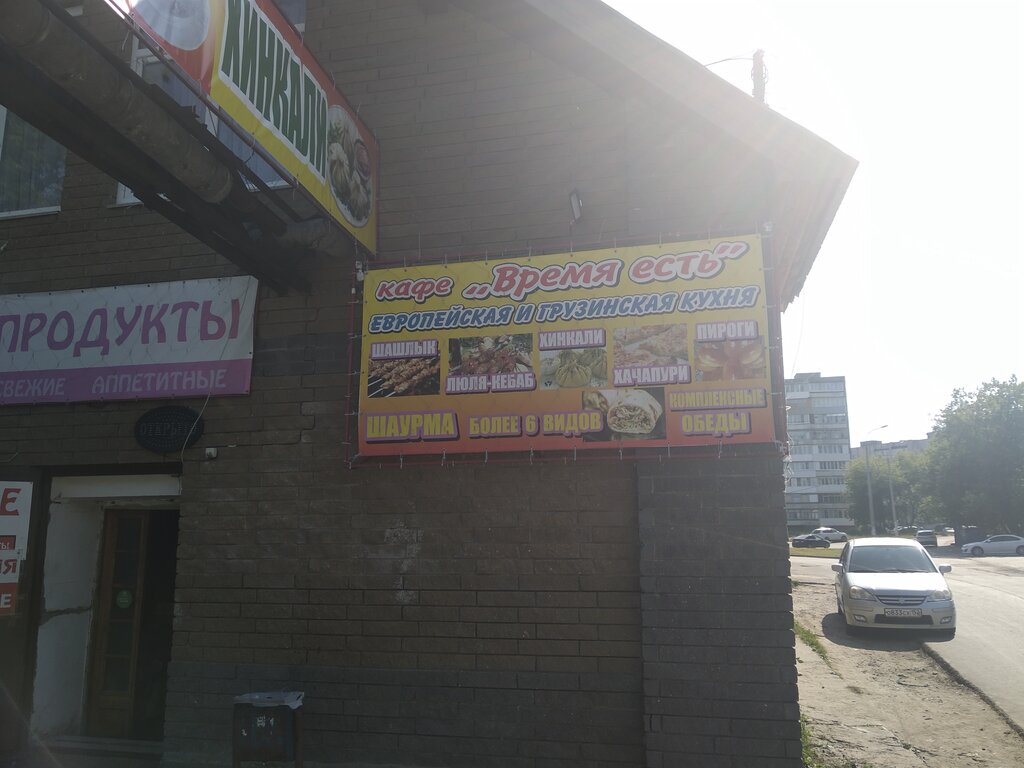 ХИНКАЛИ
кафе „Время есть”
ЕВРОПЕЙСКАЯ И ГРУЗИНСКАЯ КУХНЯ
ШАШЛЫК
ЛЮЛЯ-КЕБАБ
ХИНКАЛИ
ХАЧАПУРИ
ПИРОГИ
ШАУРМА БОЛЕЕ 6 ВИДОВ
КОМПЛЕКСНЫЕ
ОБЕДЫ
ПРОДУКТЫ
СВЕЖИЕ АППЕТИТНЫЕ
ОТКРЫТО